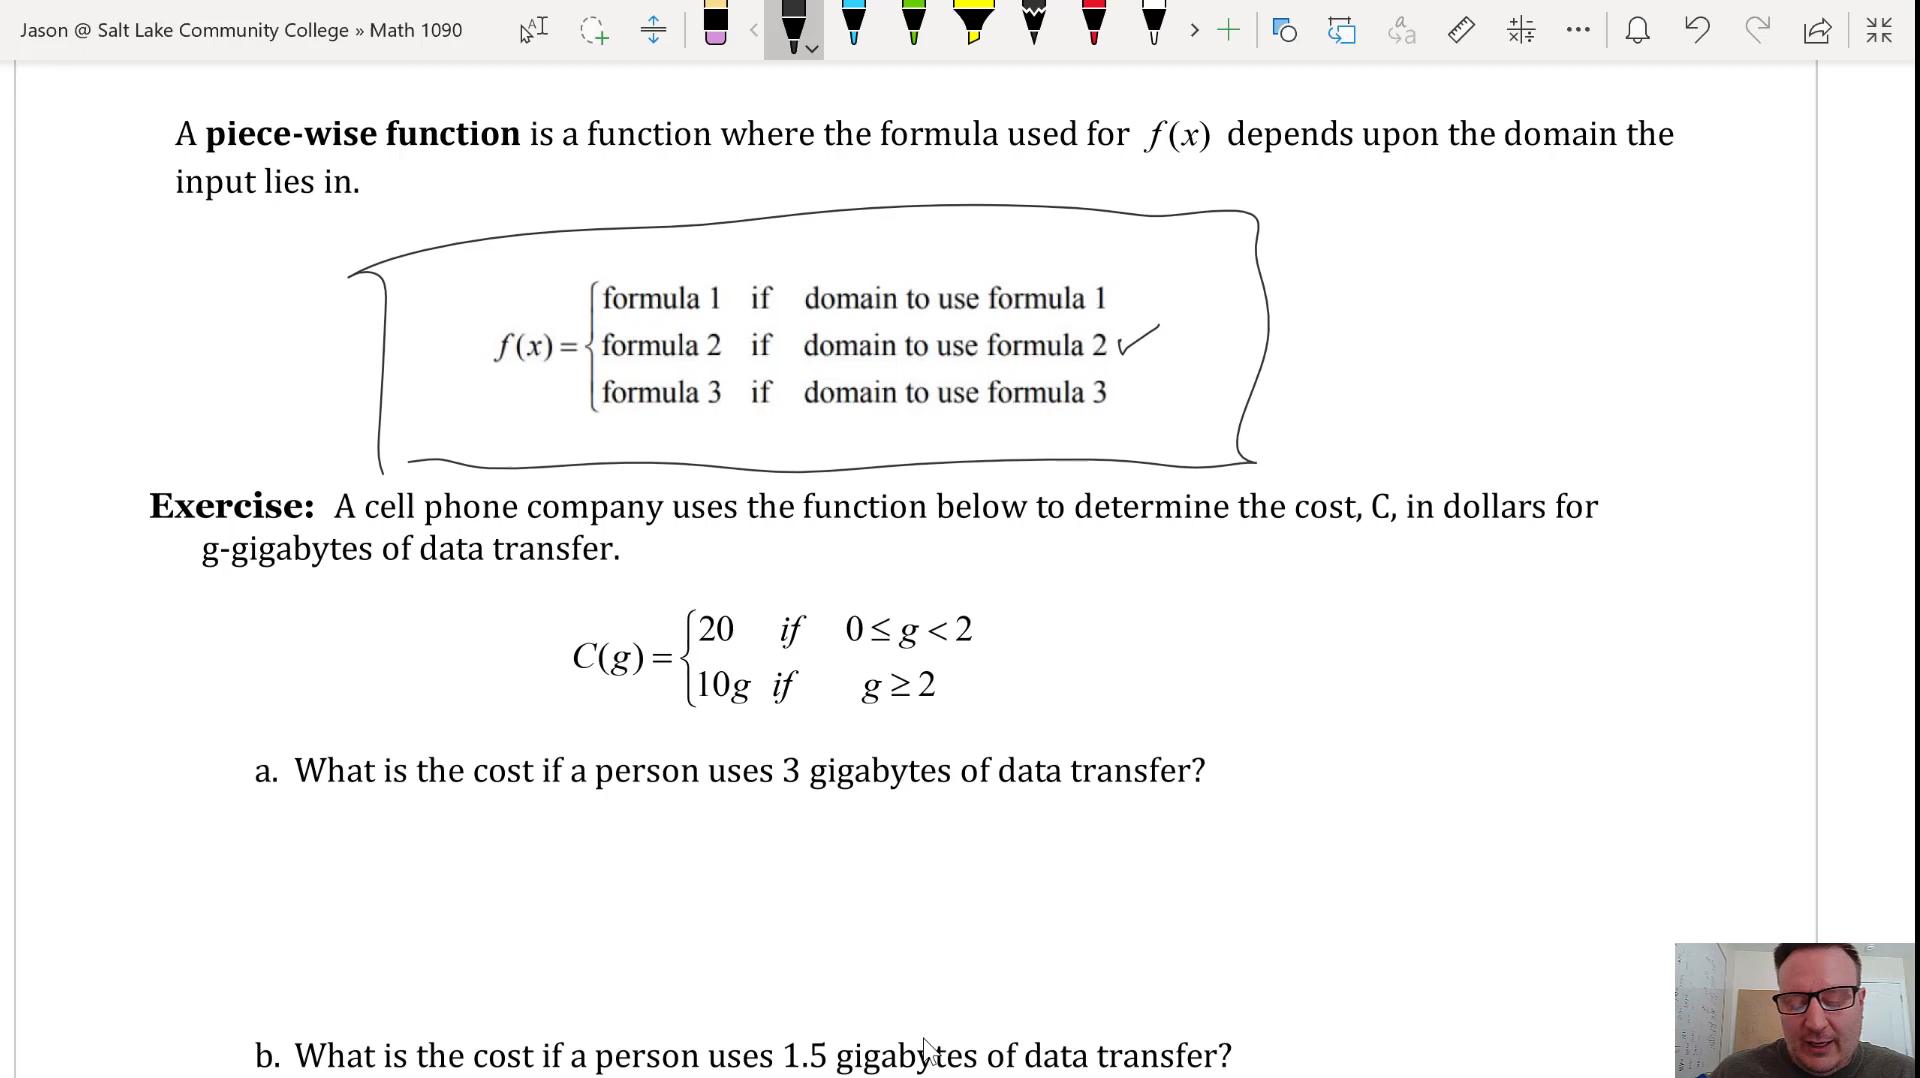 Jason @ Salt Lake Community College » Math 1090
A piece-wise function is a function where the formula used for f(x) depends upon the domain the
input lies in.
f(x) = { formula 1 if domain to use formula 1
formula 2 if domain to use formula 2
formula 3 if domain to use formula 3
Exercise: A cell phone company uses the function below to determine the cost, C, in dollars for
g-gigabytes of data transfer.
C(g) = { 20 if 0 ≤ g < 2
10g if g ≥ 2
a. What is the cost if a person uses 3 gigabytes of data transfer?
b. What is the cost if a person uses 1.5 gigabytes of data transfer?